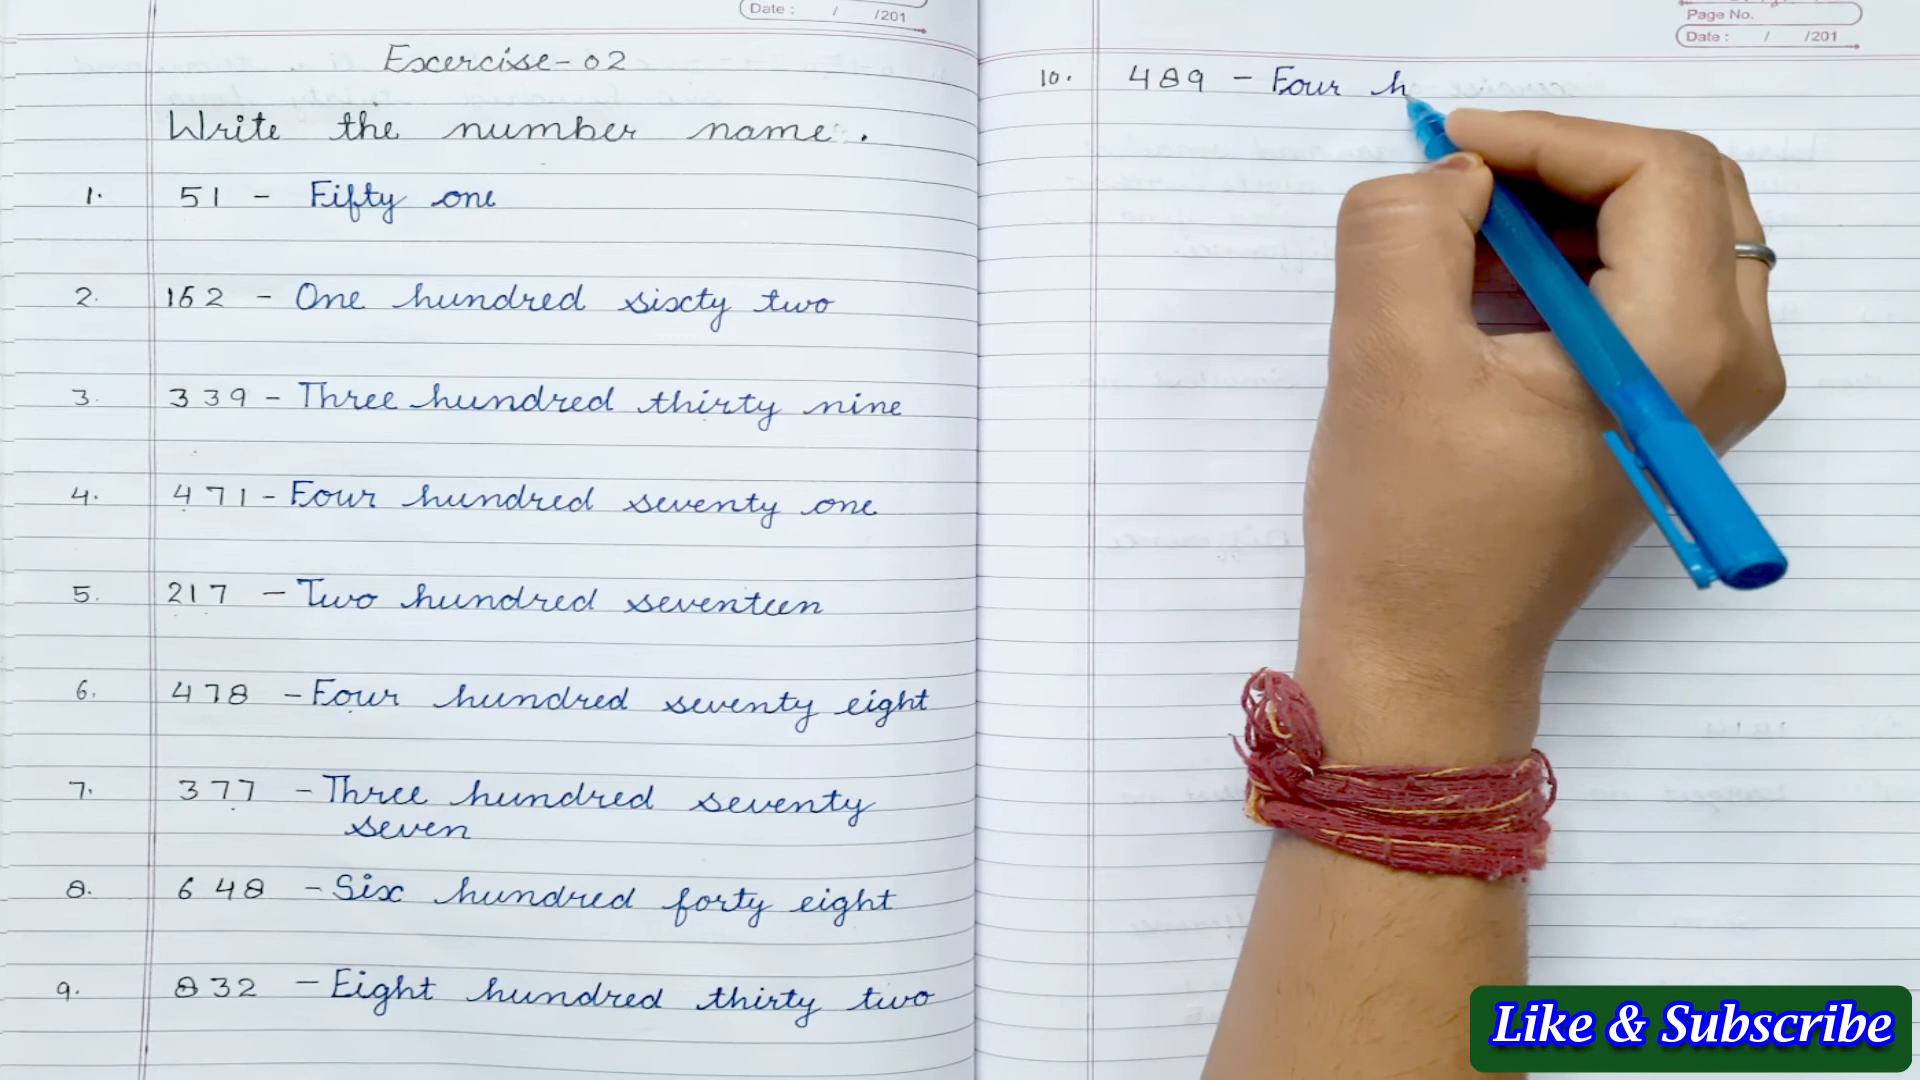 Date : / /201
Excercise-02
Write the number name.
1. 51 - Fifty one
2. 162 - One hundred sixty two
3. 339 - Three hundred thirty nine
4. 471 - Four hundred seventy one
5. 217 - Two hundred seventeen
6. 478 - Four hundred seventy eight
7. 377 - Three hundred seventy
seven
8. 648 - Six hundred forty eight
9. 832 - Eight hundred thirty two
Page No.
Date : / /201
10. 489 - Four h
Like & Subscribe